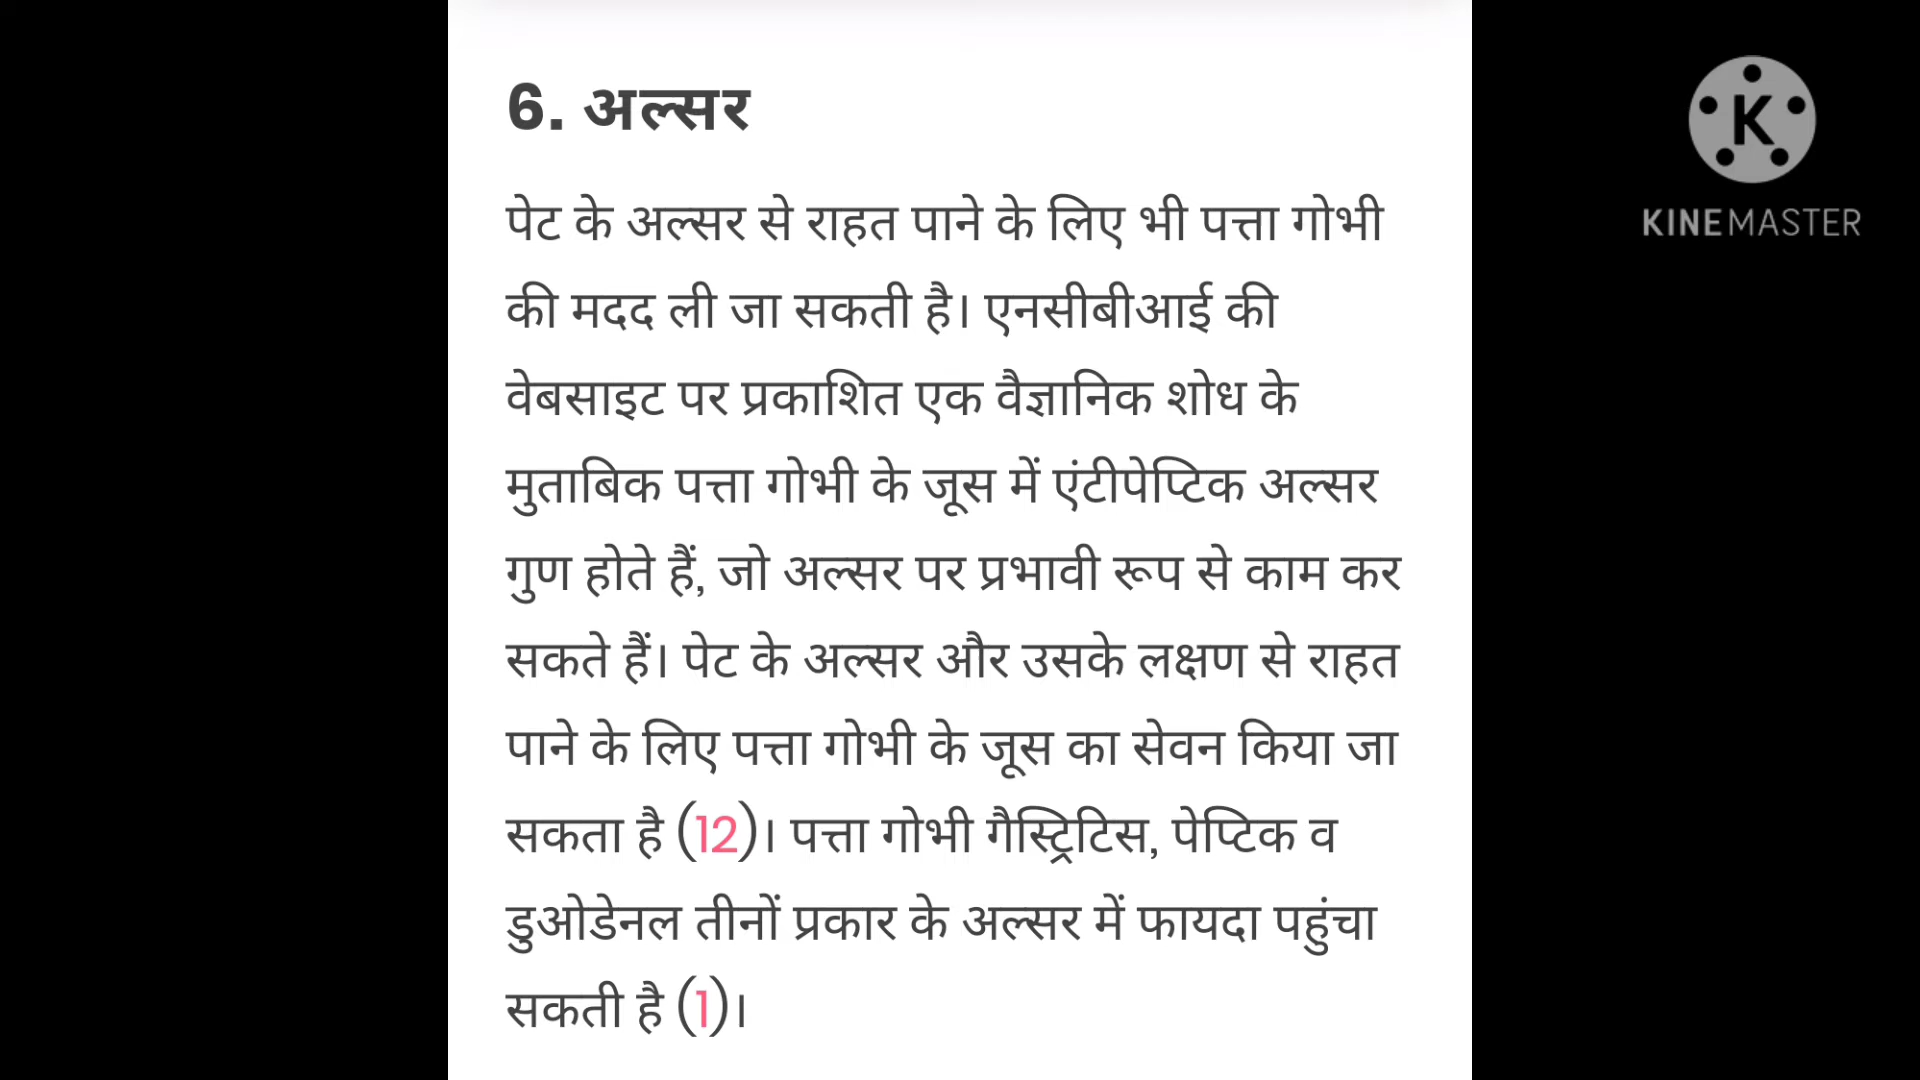 6. अल्सर
पेट के अल्सर से राहत पाने के लिए भी पत्ता गोभी
की मदद ली जा सकती है। एनसीबीआई की
वेबसाइट पर प्रकाशित एक वैज्ञानिक शोध के
मुताबिक पत्ता गोभी के जूस में एंटीपेप्टिक अल्सर
गुण होते हैं, जो अल्सर पर प्रभावी रूप से काम कर
सकते हैं। पेट के अल्सर और उसके लक्षण से राहत
पाने के लिए पत्ता गोभी के जूस का सेवन किया जा
सकता है (12)। पत्ता गोभी गैस्ट्रिटिस, पेप्टिक व
डुओडेनल तीनों प्रकार के अल्सर में फायदा पहुंचा
सकती है (1)।
K
KINEMASTER